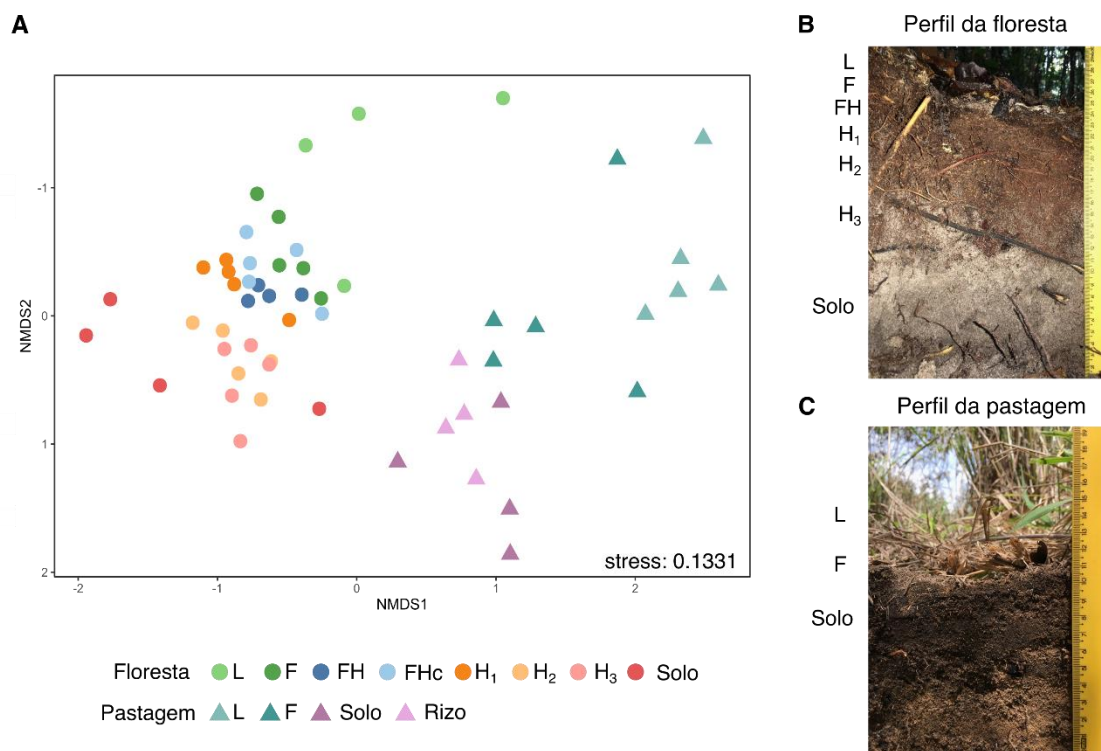 A
-1
0
1
2
NMDS2
-2
-1
0
1
2
NMDS1
stress: 0.1331
Floresta L F FH FHc H₁ H₂ H₃ Solo
Pastagem L F Solo Rizo
B
Perfil da floresta
L
F
FH
H₁
H₂
H₃
Solo
C
Perfil da pastagem
L
F
Solo